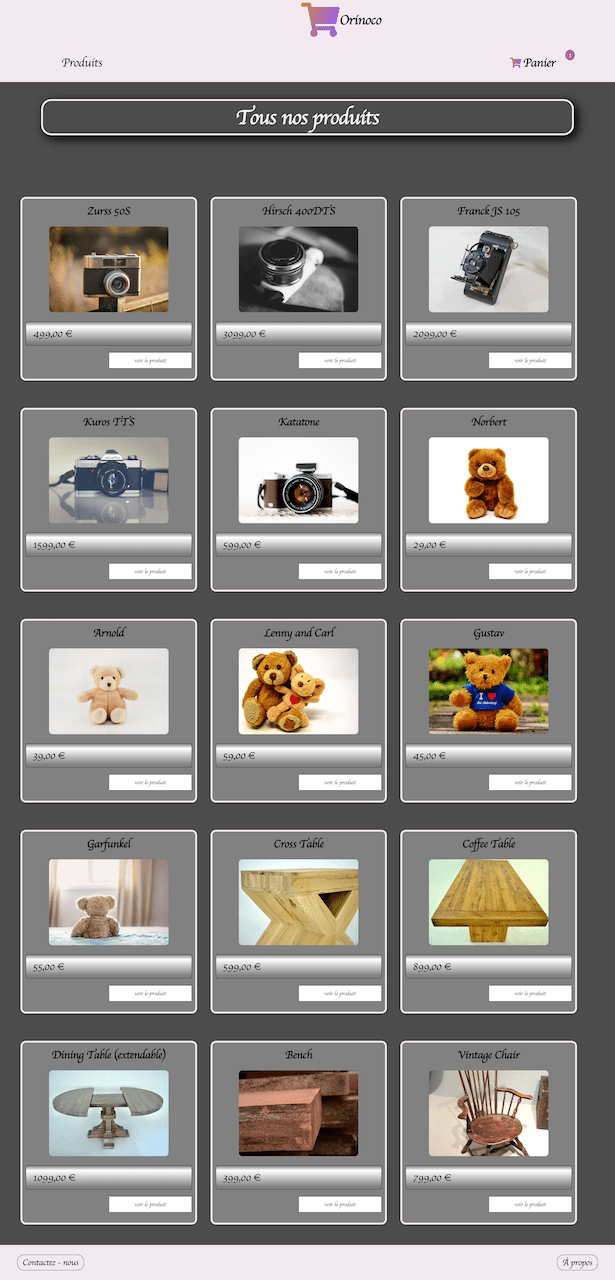 Orinoco
Produits
Panier
1
Tous nos produits
Zurss 50S
Hirsch 400DTS
Franck JS 105
499,00 €
3099,00 €
2099,00 €
voir le produit
voir le produit
voir le produit
Kuros TTS
Katatone
Norbert
1599,00 €
599,00 €
29,00 €
voir le produit
voir le produit
voir le produit
Arnold
Lenny and Carl
Gustav
I ❤
39,00 €
59,00 €
45,00 €
voir le produit
voir le produit
voir le produit
Garfunkel
Cross Table
Coffee Table
55,00 €
599,00 €
899,00 €
voir le produit
voir le produit
voir le produit
Dining Table (extendable)
Bench
Vintage Chair
1099,00 €
399,00 €
799,00 €
voir le produit
voir le produit
voir le produit
Contactez - nous
À propos